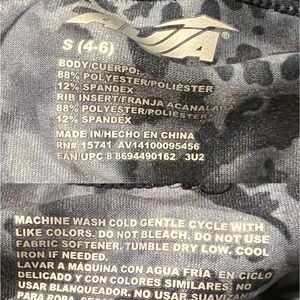 AVIA
S (4-6)
BODY/CUERPO:
88% POLYESTER/POLIÉSTER
12% SPANDEX
RIB INSERT/FRANJA ACANALADA
88% POLYESTER/POLIÉSTER
12% SPANDEX
MADE IN/HECHO EN CHINA
RN# 15741 AV14100095456
EAN/UPC 8 8694490162 3U2
MACHINE WASH COLD GENTLE CYCLE WITH
LIKE COLORS. DO NOT BLEACH. DO NOT USE
FABRIC SOFTENER. TUMBLE DRY LOW. COOL
IRON IF NEEDED.
LAVAR A MÁQUINA CON AGUA FRÍA EN CICLO
DELICADO Y CON COLORES SIMILARES. NO
USAR BLANQUEADOR. NO USAR SUAVIZANTE
PARA ROPA.